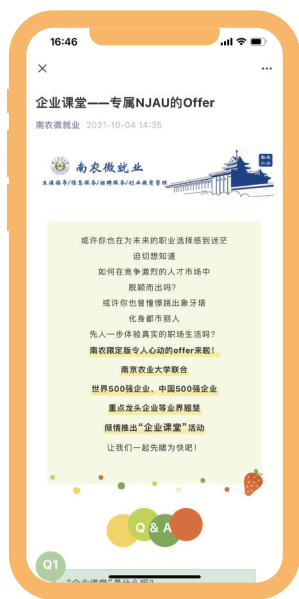 16:46
企业课堂——专属NJAU的Offer
南农微就业 2021-10-04 14:35
南农微就业
生涯指导/信息服务/招聘服务/创业教育管理
或许你也在为未来的职业选择感到迷茫
迫切想知道
如何在竞争激烈的人才市场中
脱颖而出吗？
或许你也曾憧憬跳出象牙塔
化身都市丽人
先人一步体验真实的职场生活吗？
南农限定版令人心动的offer来啦！
南京农业大学联合
世界500强企业、中国500强企业
重点龙头企业等业界翘楚
倾情推出“企业课堂”活动
让我们一起先睹为快吧！
Q & A
Q1
“企业课堂”是什么呢？